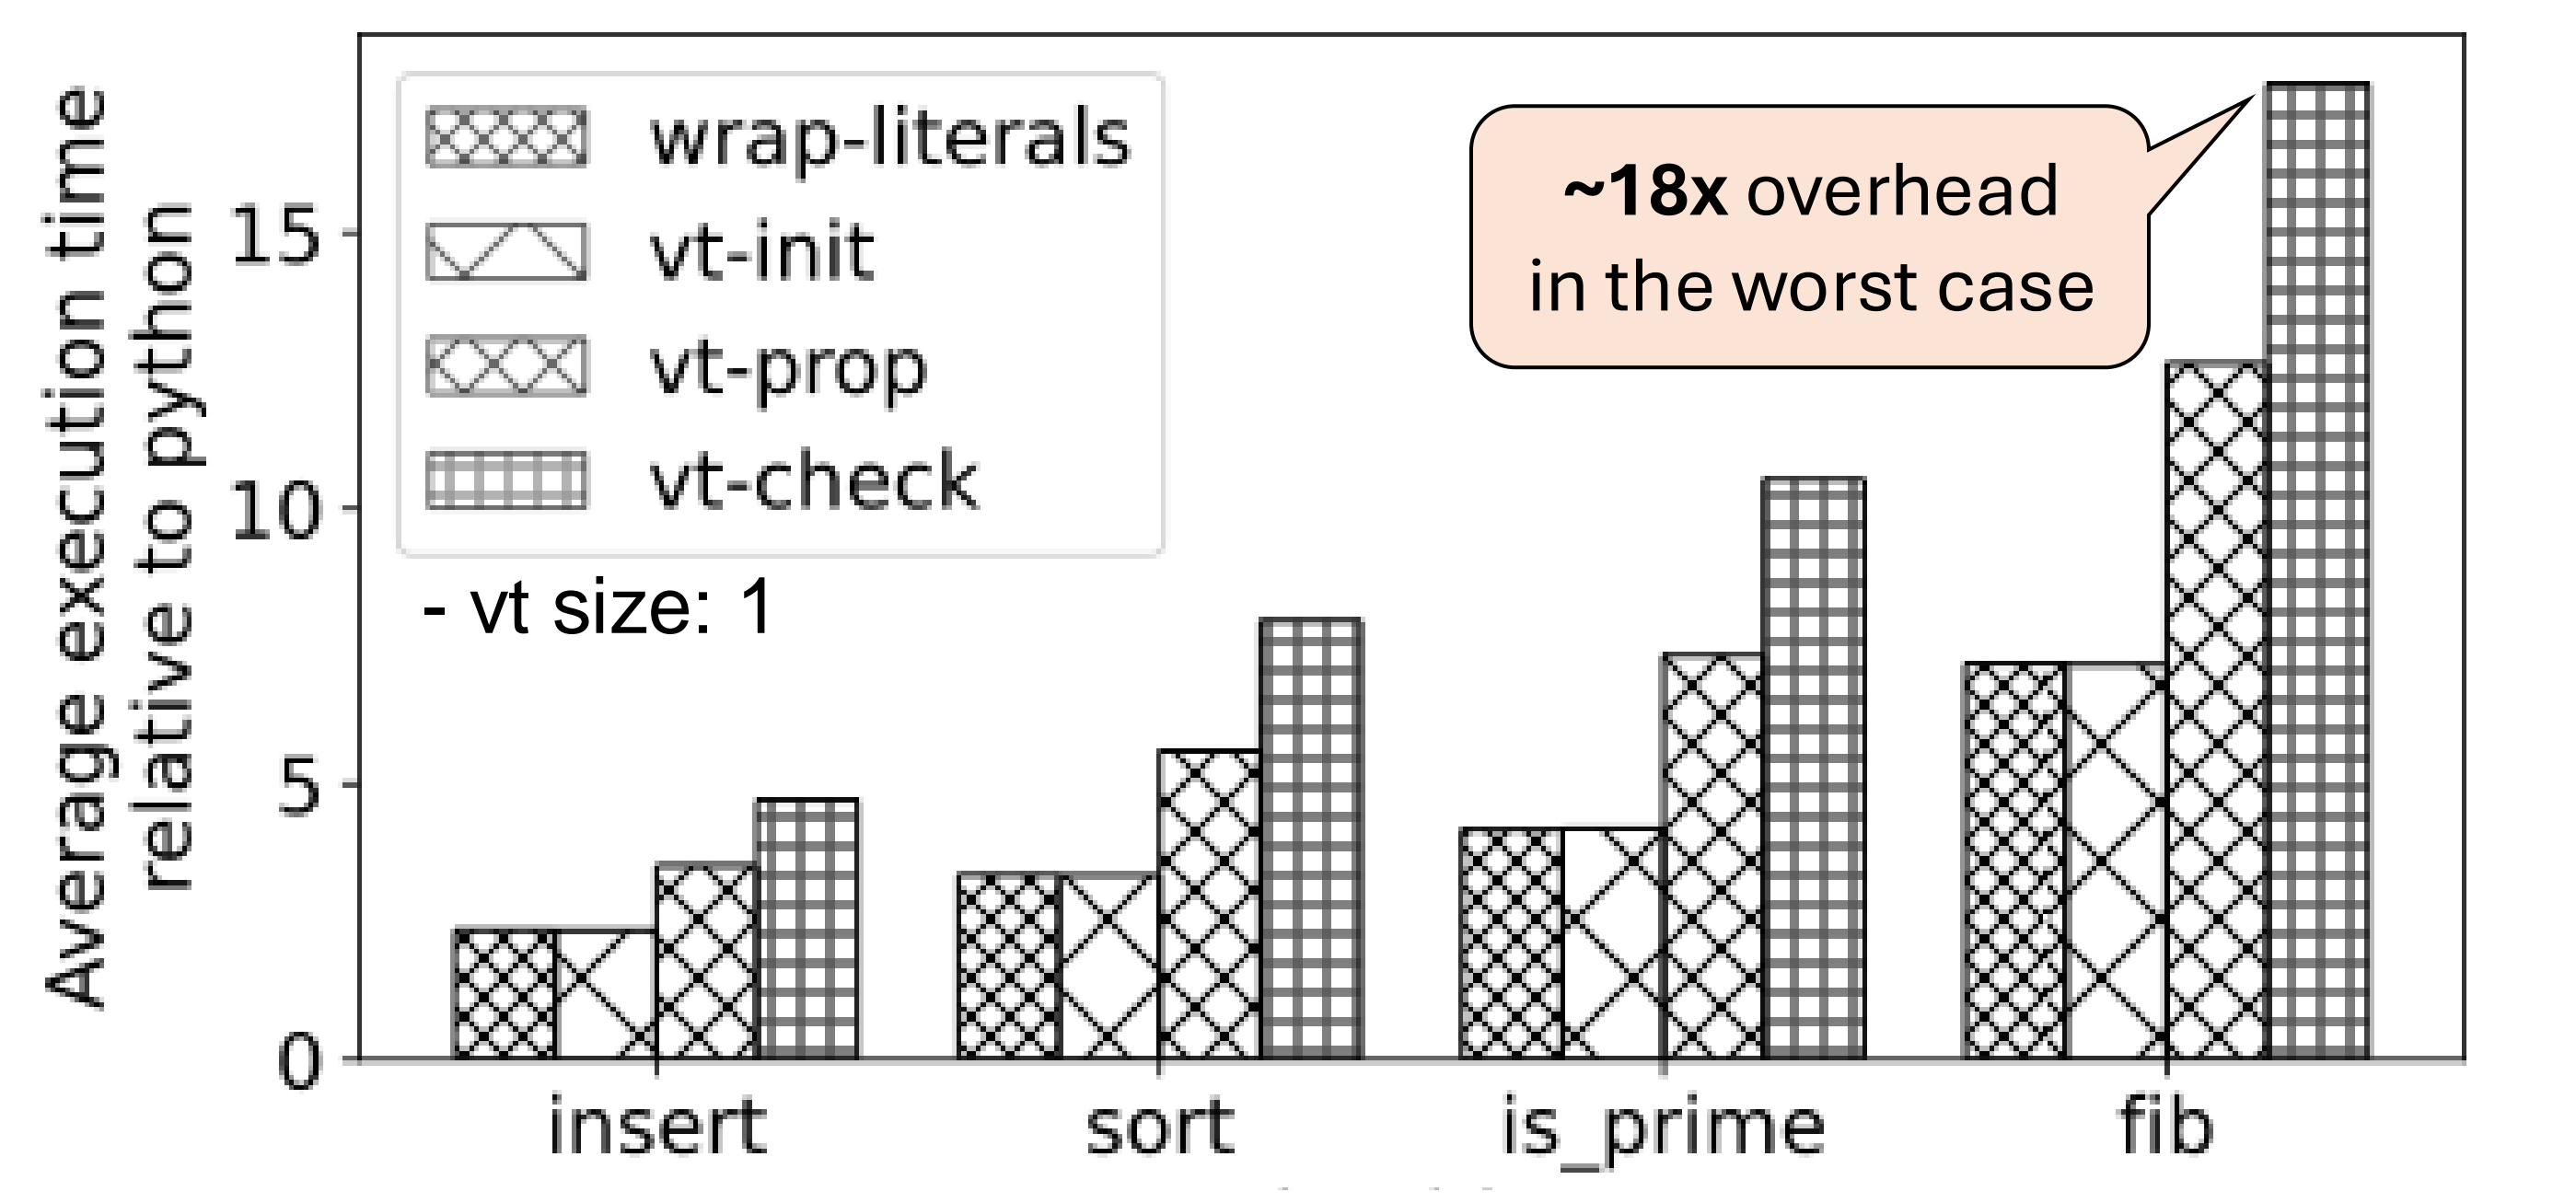 Average execution time
relative to python
15
10
5
0
wrap-literals
vt-init
vt-prop
vt-check
- vt size: 1
~18x overhead
in the worst case
insert
sort
is_prime
fib